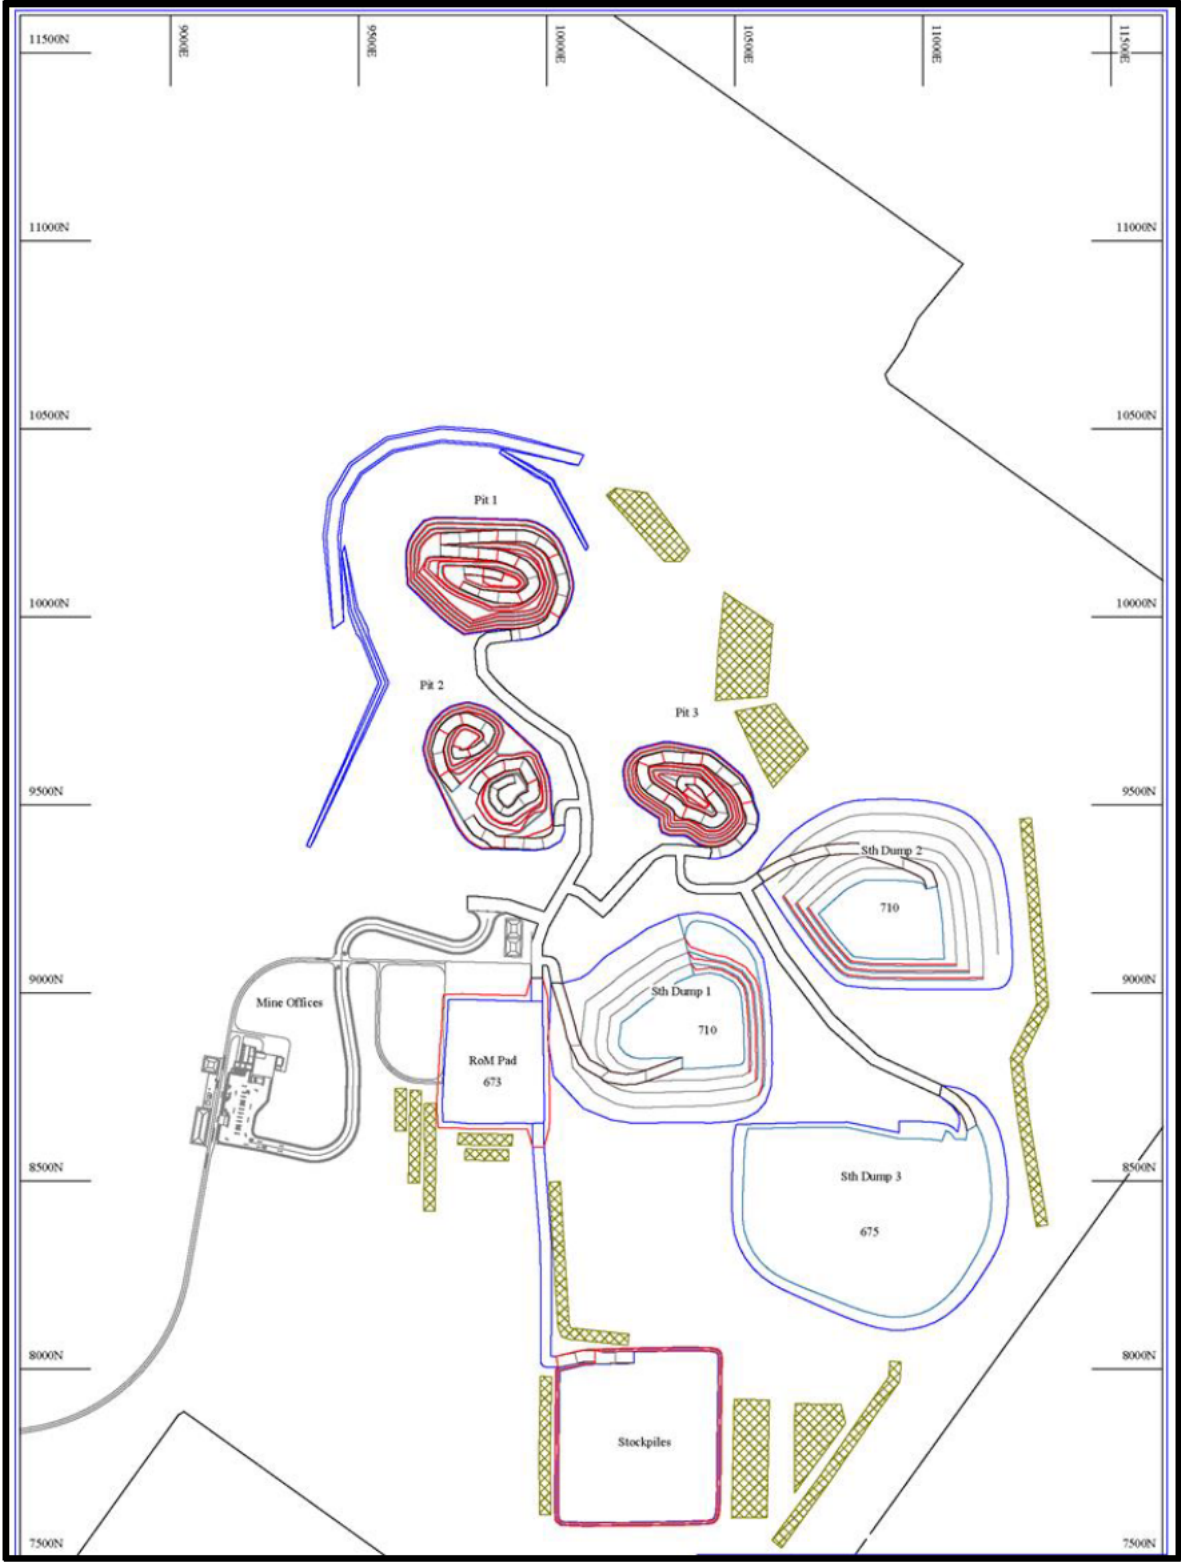 9000E
9500E
10000E
10500E
11000E
11500E
11500N
11000N
11000N
10500N
10500N
Pit 1
10000N
10000N
Pit 2
Pit 3
9500N
9500N
Sth Dump 2
710
9000N
9000N
Mine Offices
Sth Dump 1
710
RoM Pad
673
8500N
8500N
Sth Dump 3
675
8000N
8000N
Stockpiles
7500N
7500N